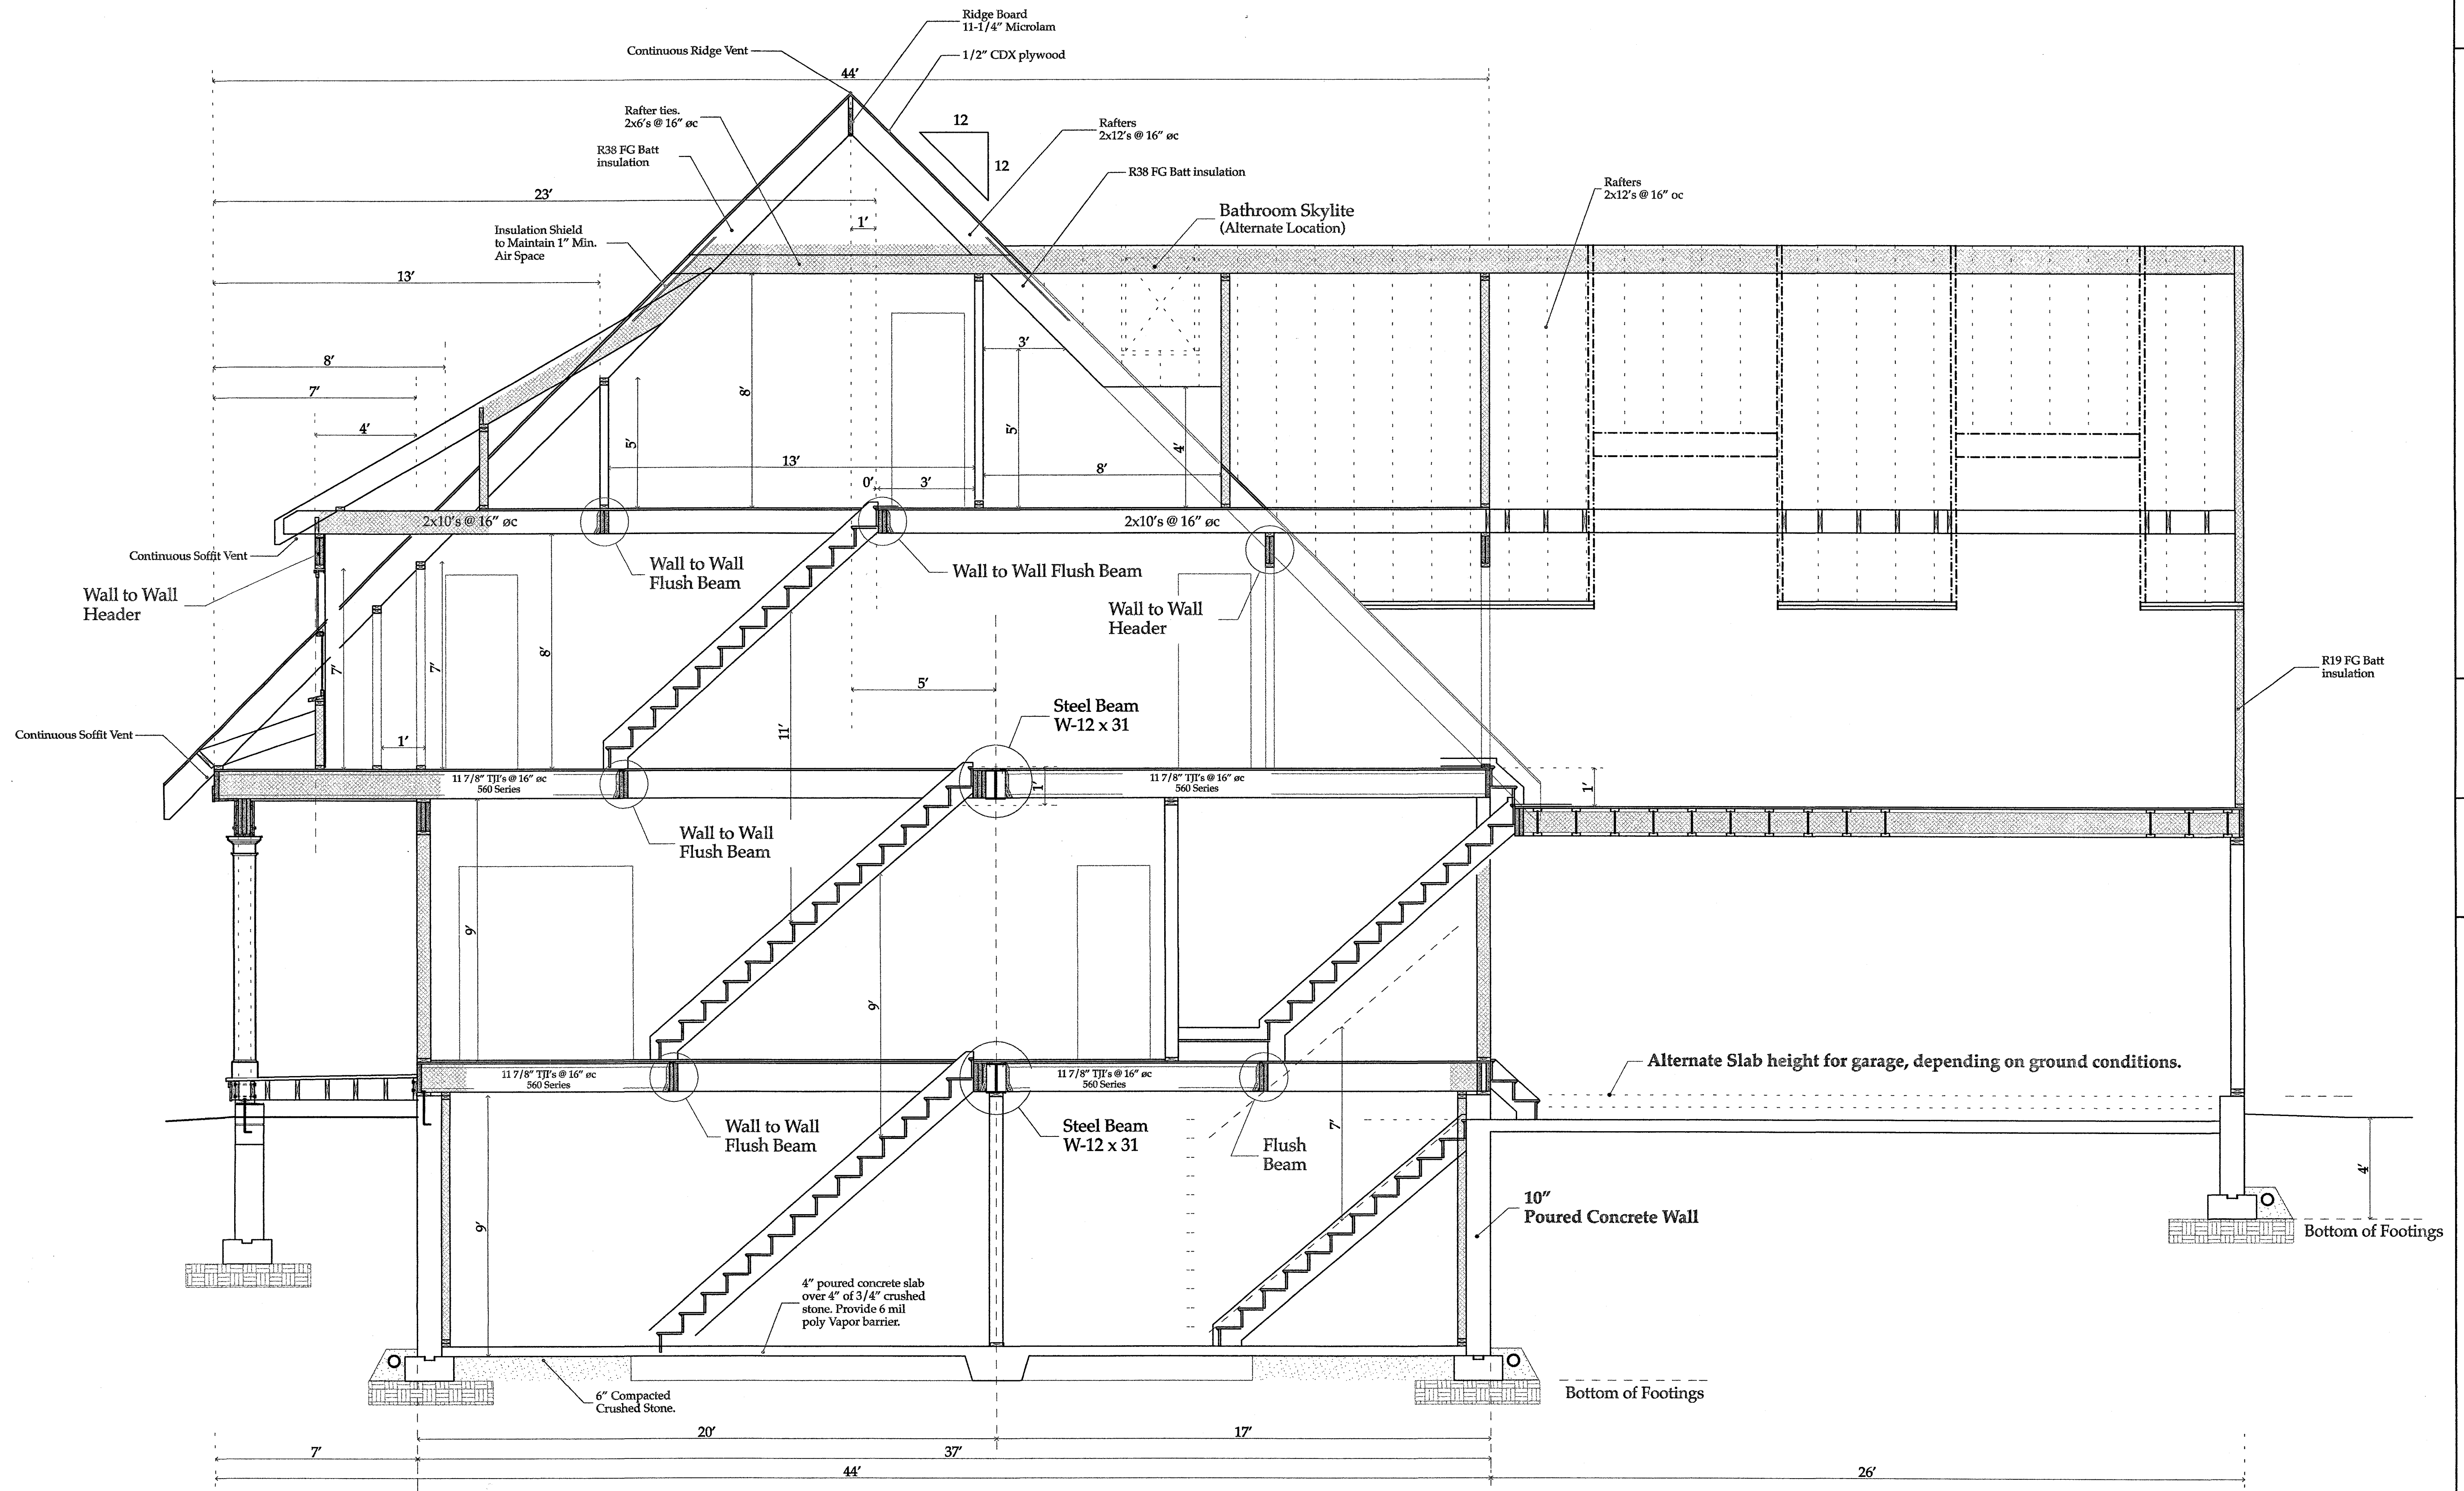 Ridge Board
11-1/4" Microlam
Continuous Ridge Vent
1/2" CDX plywood
44'
Rafter ties.
2x6's @ 16" øc
12
12
Rafters
2x12's @ 16" øc
R38 FG Batt
insulation
R38 FG Batt insulation
Rafters
2x12's @ 16" oc
23'
1'
Bathroom Skylite
(Alternate Location)
Insulation Shield
to Maintain 1" Min.
Air Space
13'
8'
7'
4'
3'
8'
5'
5'
4'
13'
8'
0'
3'
2x10's @ 16" øc
2x10's @ 16" øc
Continuous Soffit Vent
Wall to Wall
Flush Beam
Wall to Wall Flush Beam
Wall to Wall
Header
Wall to Wall
Header
7'
7'
8'
R19 FG Batt
insulation
5'
Steel Beam
W-12 x 31
11'
Continuous Soffit Vent
1'
11 7/8" TJI's @ 16" øc
560 Series
1'
11 7/8" TJI's @ 16" øc
560 Series
1'
Wall to Wall
Flush Beam
9'
9'
Alternate Slab height for garage, depending on ground conditions.
11 7/8" TJI's @ 16" øc
560 Series
11 7/8" TJI's @ 16" øc
560 Series
Wall to Wall
Flush Beam
Steel Beam
W-12 x 31
7'
Flush
Beam
4'
9'
10"
Poured Concrete Wall
Bottom of Footings
4" poured concrete slab
over 4" of 3/4" crushed
stone. Provide 6 mil
poly Vapor barrier.
6" Compacted
Crushed Stone.
Bottom of Footings
20'
17'
7'
37'
44'
26'